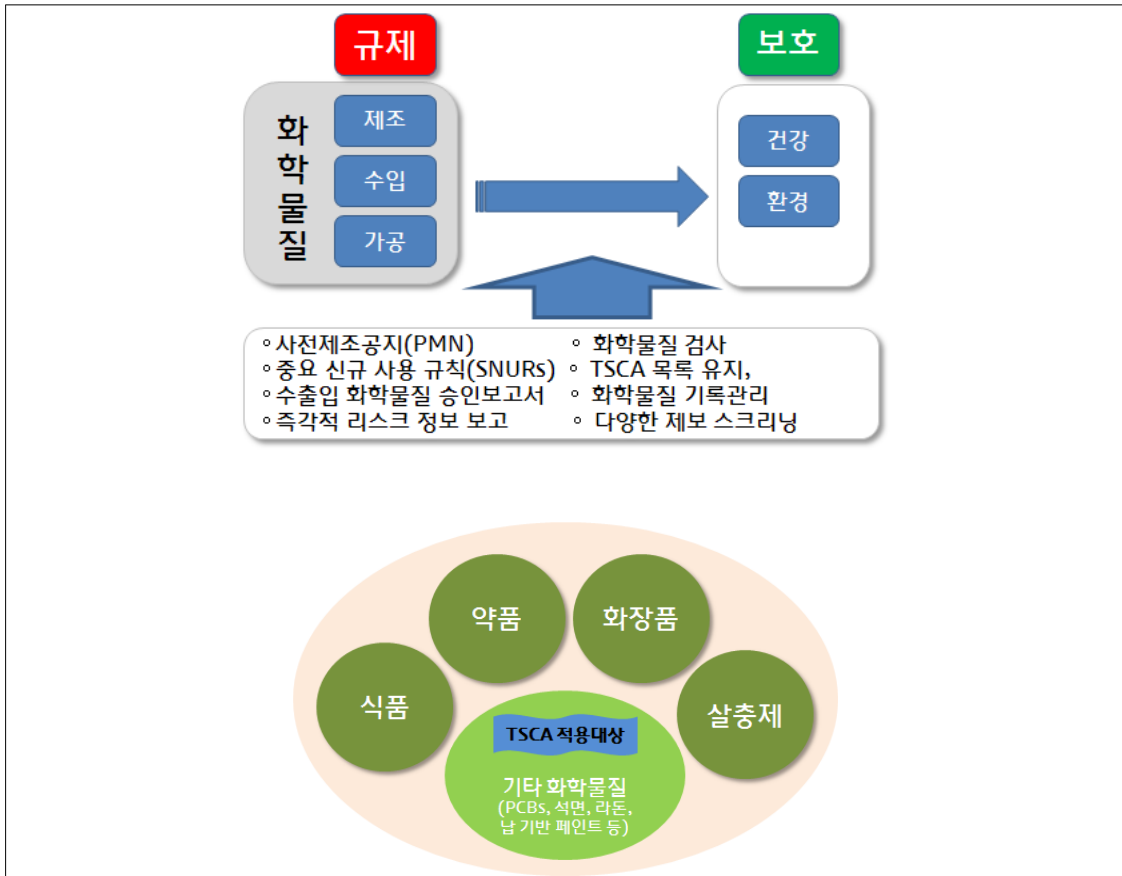 규제
보호
화학물질
제조
수입
가공
건강
환경
◦사전제조공지(PMN)
◦중요 신규 사용 규칙(SNURs)
◦수출입 화학물질 승인보고서
◦즉각적 리스크 정보 보고
◦ 화학물질 검사
◦ TSCA 목록 유지,
◦ 화학물질 기록관리
◦ 다양한 제보 스크리닝
약품
화장품
식품
살충제
TSCA 적용대상
기타 화학물질
(PCBs, 석면, 라돈,
납 기반 페인트 등)